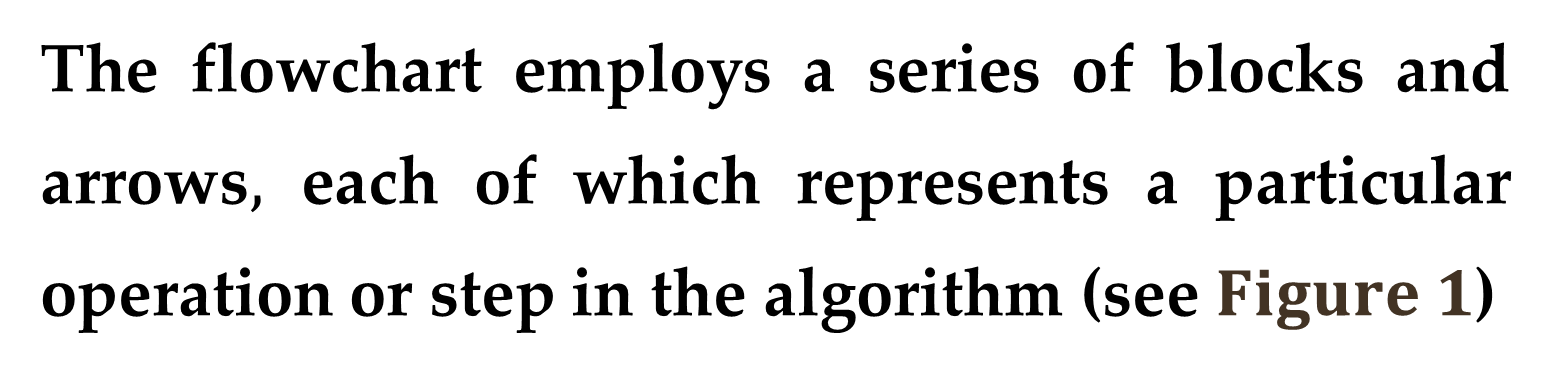 The flowchart employs a series of blocks and
arrows, each of which represents a particular
operation or step in the algorithm (see Figure 1)